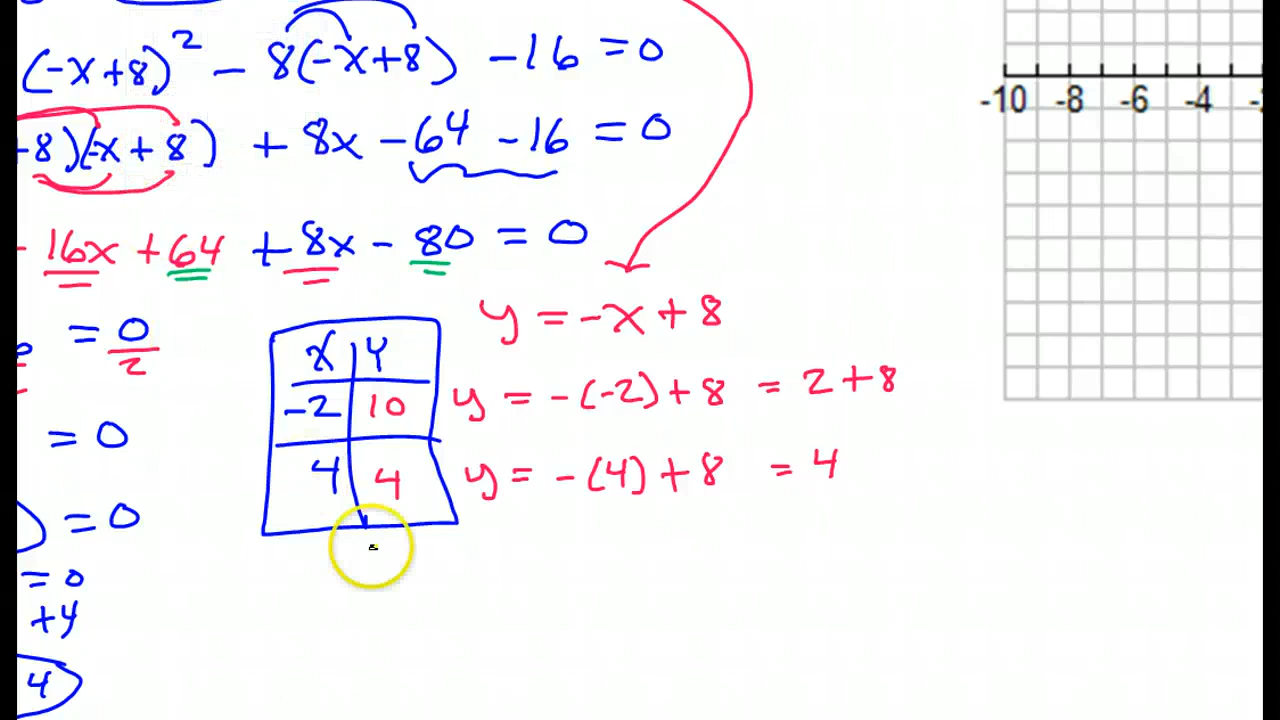 (-x+8)² - 8(-x+8) - 16 = 0
-8)(-x+8) + 8x - 64 - 16 = 0
- 16x + 64 + 8x - 80 = 0
-10 -8 -6 -4
= 0/2
= 0
= 0
= 0
+4
4
X Y
-2 10
4 4
y = -x + 8
y = -(-2) + 8 = 2 + 8
y = -(4) + 8 = 4